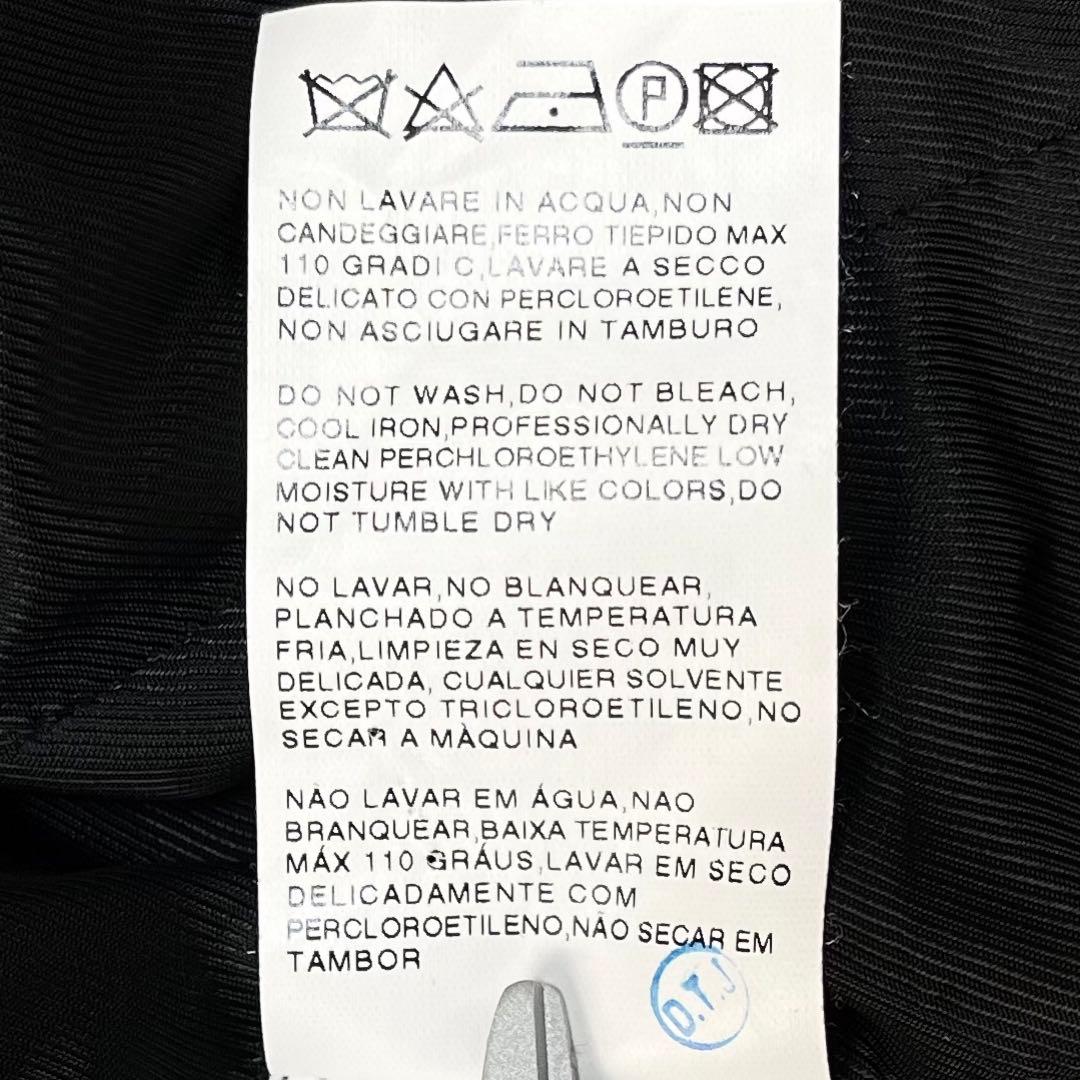 P
NON LAVARE IN ACQUA,NON
CANDEGGIARE,FERRO TIEPIDO MAX
110 GRADI C,LAVARE A SECCO
DELICATO CON PERCLOROETILENE,
NON ASCIUGARE IN TAMBURO
DO NOT WASH,DO NOT BLEACH,
COOL IRON,PROFESSIONALLY DRY
CLEAN PERCHLOROETHYLENE LOW
MOISTURE WITH LIKE COLORS,DO
NOT TUMBLE DRY
NO LAVAR,NO BLANQUEAR,
PLANCHADO A TEMPERATURA
FRIA,LIMPIEZA EN SECO MUY
DELICADA, CUALQUIER SOLVENTE
EXCEPTO TRICLOROETILENO,NO
SECAR A MÀQUINA
NÀO LAVAR EM ÁGUA,NAO
BRANQUEAR,BAIXA TEMPERATURA
MÁX 110 GRÁUS,LAVAR EM SECO
DELICADAMENTE COM
PERCLOROETILENO,NÃO SECAR EM
TAMBOR
D.T.J